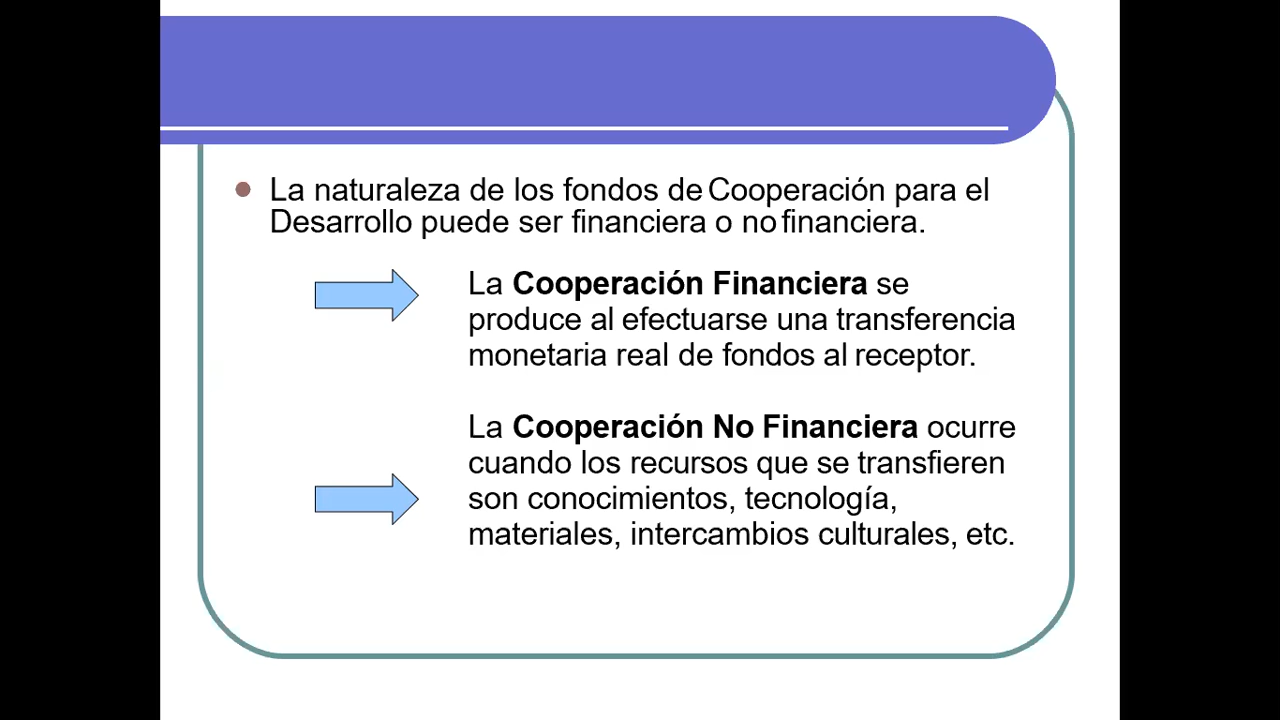 La naturaleza de los fondos de Cooperación para el
Desarrollo puede ser financiera o no financiera.
La Cooperación Financiera se
produce al efectuarse una transferencia
monetaria real de fondos al receptor.
La Cooperación No Financiera ocurre
cuando los recursos que se transfieren
son conocimientos, tecnología,
materiales, intercambios culturales, etc.